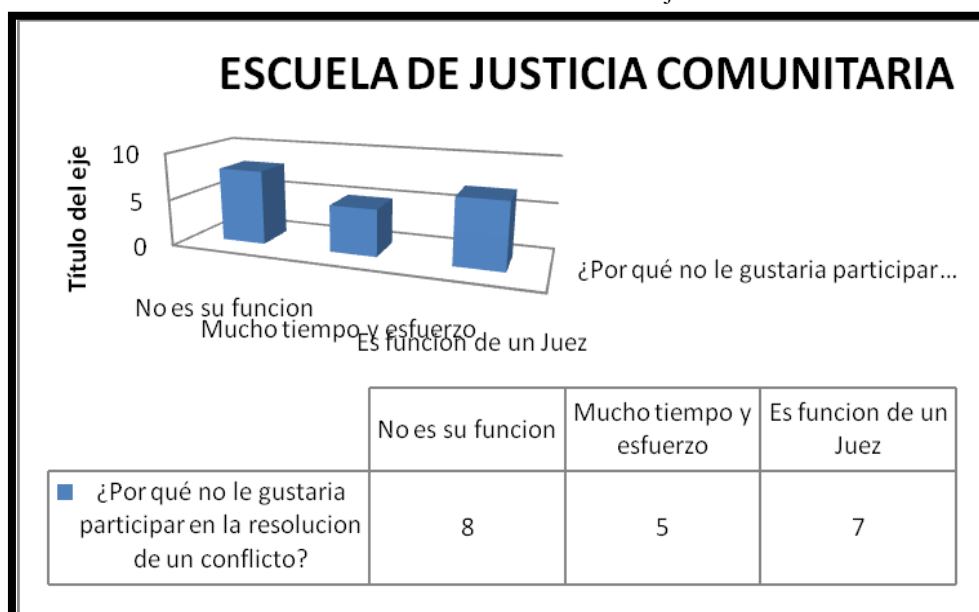 ESCUELA DE JUSTICIA COMUNITARIA
Título del eje
10
5
0
No es su funcion
Mucho tiempo y esfuerzo
Es función de un Juez
¿Por qué no le gustaria participar...
No es su funcion
Mucho tiempo y
esfuerzo
Es funcion de un
Juez
¿Por qué no le gustaria
participar en la resolucion
de un conflicto?
8
5
7